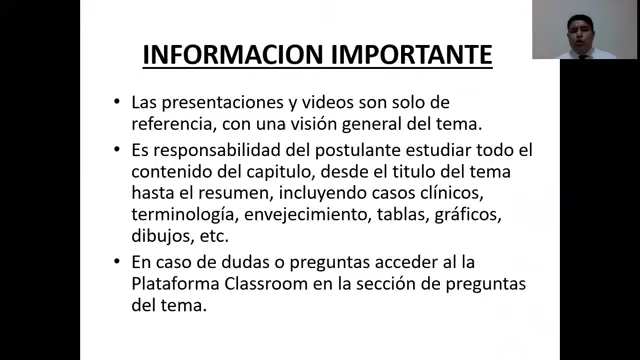 INFORMACION IMPORTANTE
• Las presentaciones y videos son solo de
referencia, con una visión general del tema.
• Es responsabilidad del postulante estudiar todo el
contenido del capitulo, desde el titulo del tema
hasta el resumen, incluyendo casos clínicos,
terminología, envejecimiento, tablas, gráficos,
dibujos, etc.
• En caso de dudas o preguntas acceder al la
Plataforma Classroom en la sección de preguntas
del tema.